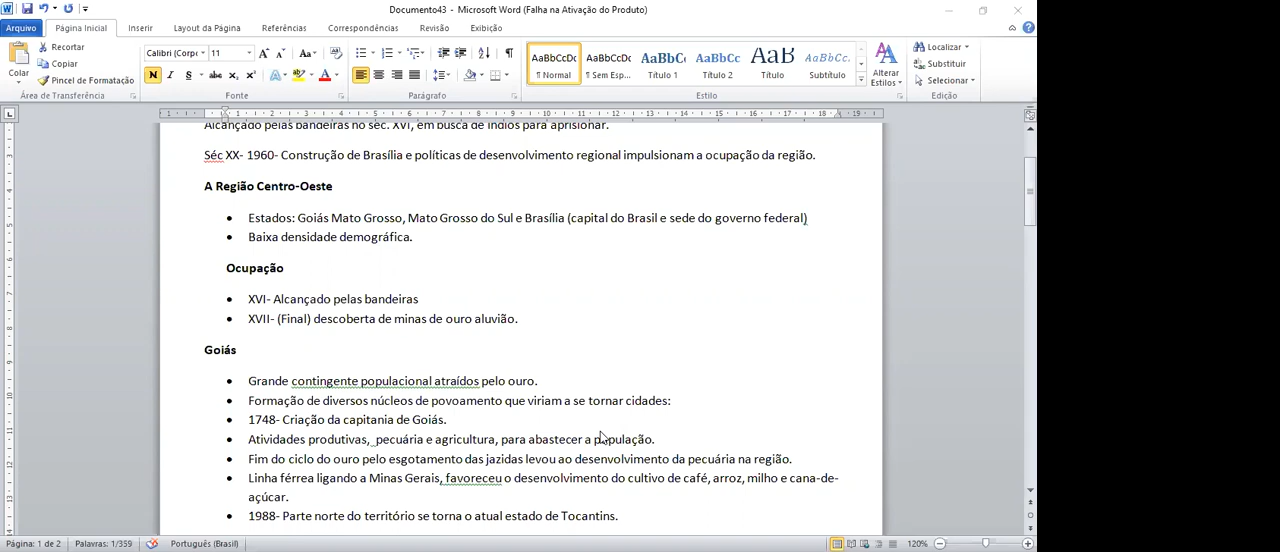 Documento43 - Microsoft Word (Falha na Ativação do Produto)
Arquivo Página Inicial Inserir Layout da Página Referências Correspondências Revisão Exibição
Colar
Recortar
Copiar
Pincel de Formatação
Área de Transferência
Calibri (Corpo 11
N I S abc x₂ x²
Fonte
Parágrafo
AaBbCcDc AaBbCcDc AaBbC( AaBbCc AaB AaBbCc.
¶ Normal ¶ Sem Esp... Título 1 Título 2 Título Subtítulo
Estilo
Alterar
Estilos
Localizar
Substituir
Selecionar
Edição
Alcançado pelas bandeiras no séc. XVI, em busca de índios para aprisionar.
Séc XX- 1960- Construção de Brasília e políticas de desenvolvimento regional impulsionam a ocupação da região.
A Região Centro-Oeste
• Estados: Goiás Mato Grosso, Mato Grosso do Sul e Brasília (capital do Brasil e sede do governo federal)
• Baixa densidade demográfica.
Ocupação
• XVI- Alcançado pelas bandeiras
• XVII- (Final) descoberta de minas de ouro aluvião.
Goiás
• Grande contingente populacional atraídos pelo ouro.
• Formação de diversos núcleos de povoamento que viriam a se tornar cidades:
• 1748- Criação da capitania de Goiás.
• Atividades produtivas, pecuária e agricultura, para abastecer a população.
• Fim do ciclo do ouro pelo esgotamento das jazidas levou ao desenvolvimento da pecuária na região.
• Linha férrea ligando a Minas Gerais, favoreceu o desenvolvimento do cultivo de café, arroz, milho e cana-de-
açúcar.
• 1988- Parte norte do território se torna o atual estado de Tocantins.
Página: 1 de 2 Palavras: 1/359 Português (Brasil) 120%